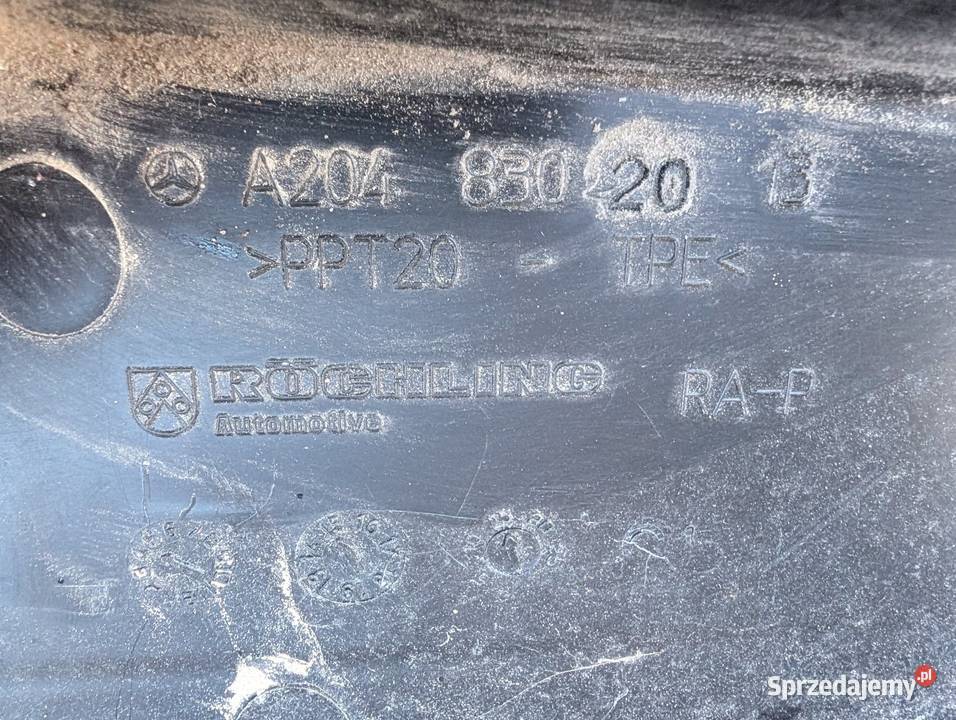 A204 830 20 13
>PPT20 - TPE<
RÖCHLING RA-P
Automotive
Sprzedajemy.pl